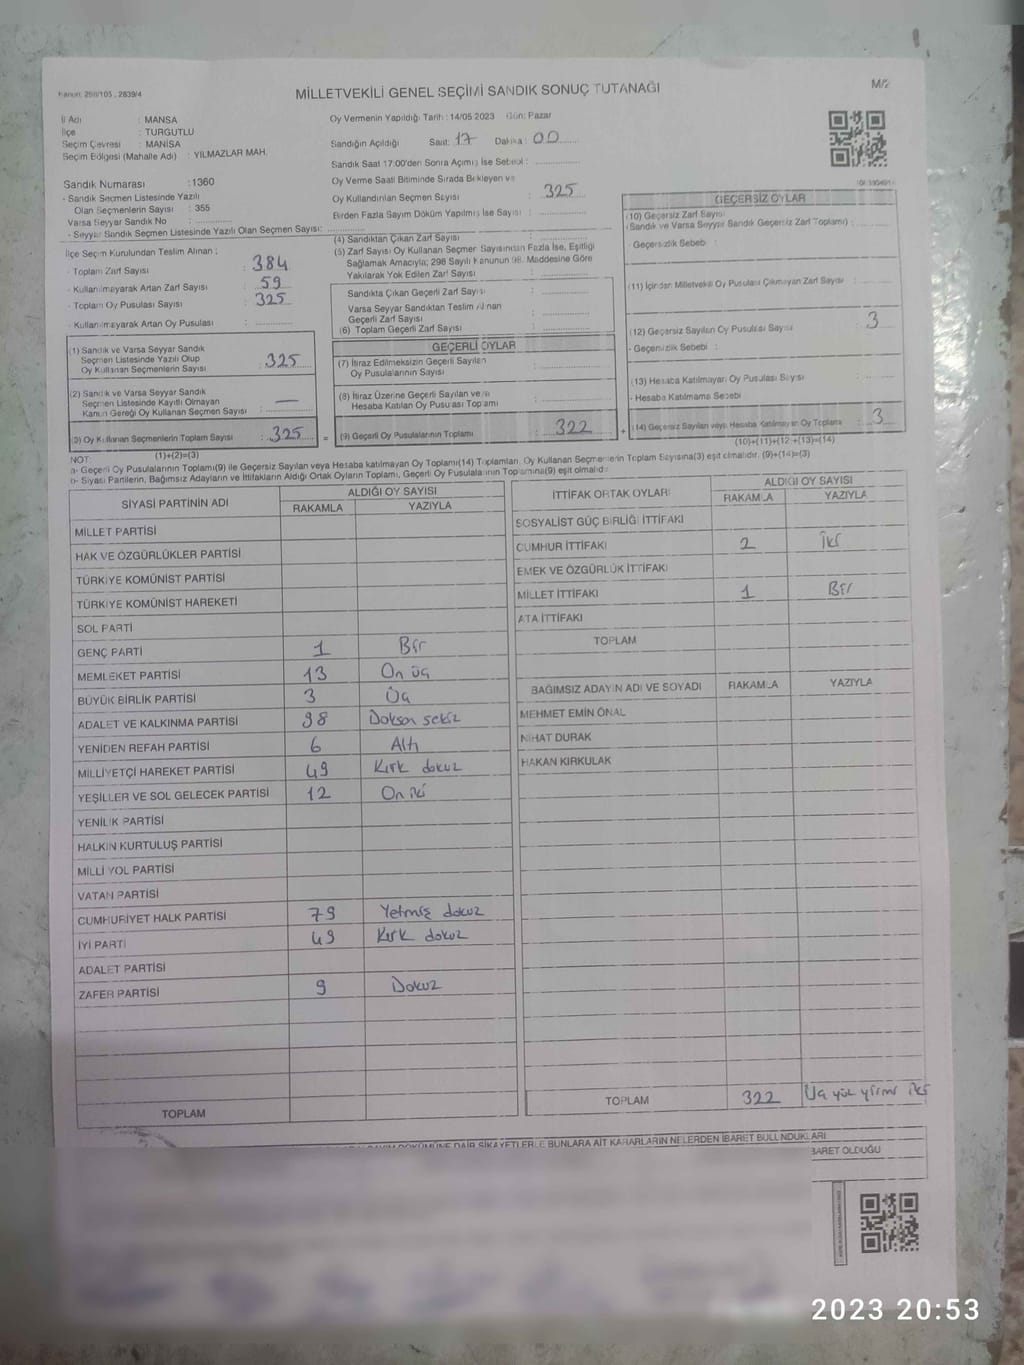 Kanun: 298/103 , 2839/4
M/2
MİLLETVEKİLİ GENEL SEÇİMİ SANDIK SONUÇ TUTANAĞI
İl Adı : MANİSA
İlçe : TURGUTLU
Seçim Çevresi : MANİSA
Seçim Bölgesi (Mahalle Adı) : YILMAZLAR MAH.
Sandık Numarası : 1360
- Sandık Seçmen Listesinde Yazılı
Olan Seçmenlerin Sayısı : 355
Varsa Seyyar Sandık No :
- Seyyar Sandık Seçmen Listesinde Yazılı Olan Seçmen Sayısı:
Oy Vermenin Yapıldığı Tarih : 14/05/2023 Gün: Pazar
Sandığın Açıldığı Saat: 17 Dakika : 00
Sandık Saat 17:00'den Sonra Açılmış İse Sebebi :
Oy Verme Saati Bitiminde Sırada Bekleyen ve
Oy Kullandırılan Seçmen Sayısı : 325
Birden Fazla Sayım Döküm Yapılmış İse Sayısı :
İlçe Seçim Kurulundan Teslim Alınan :
- Toplam Zarf Sayısı : 384
- Kullanılmayarak Artan Zarf Sayısı : 59
- Toplam Oy Pusulası Sayısı : 325
- Kullanılmayarak Artan Oy Pusulası :
(1) Sandık ve Varsa Seyyar Sandık
Seçmen Listesinde Yazılı Olup
Oy Kullanan Seçmenlerin Sayısı : 325
(2) Sandık ve Varsa Seyyar Sandık
Seçmen Listesinde Kayıtlı Olmayan
Kanun Gereği Oy Kullanan Seçmen Sayısı : —
(3) Oy Kullanan Seçmenlerin Toplam Sayısı : 325
(1)+(2)=(3)
(4) Sandıktan Çıkan Zarf Sayısı :
(5) Zarf Sayısı Oy Kullanan Seçmen Sayısından Fazla İse, Eşitliği
Sağlamak Amacıyla; 298 Sayılı Kanunun 98. Maddesine Göre
Yakılarak Yok Edilen Zarf Sayısı :
Sandıkta Çıkan Geçerli Zarf Sayısı :
Varsa Seyyar Sandıktan Teslim Alınan
Geçerli Zarf Sayısı :
(6) Toplam Geçerli Zarf Sayısı :
GEÇERLİ OYLAR
(7) İtiraz Edilmeksizin Geçerli Sayılan
Oy Pusulalarının Sayısı
(8) İtiraz Üzerine Geçerli Sayılan ve/veya
Hesaba Katılan Oy Pusulası Toplamı
= (9) Geçerli Oy Pusulalarının Toplamı : 322 +
GEÇERSİZ OYLAR
(10) Geçersiz Zarf Sayısı
(Sandık ve Varsa Seyyar Sandık Geçersiz Zarf Toplamı) :
- Geçersizlik Sebebi :
(11) İçinden Milletvekili Oy Pusulası Çıkmayan Zarf Sayısı :
(12) Geçersiz Sayılan Oy Pusulası Sayısı : 3
- Geçersizlik Sebebi :
(13) Hesaba Katılmayan Oy Pusulası Sayısı
- Hesaba Katılmama Sebebi
(14) Geçersiz Sayılan veya Hesaba Katılmayan Oy Toplamı : 3
(10)+(11)+(12)+(13)=(14)
NOT:
a- Geçerli Oy Pusulalarının Toplamı(9) ile Geçersiz Sayılan veya Hesaba katılmayan Oy Toplamı(14) Toplamları, Oy Kullanan Seçmenlerin Toplam Sayısına(3) eşit olmalıdır. (9)+(14)=(3)
b- Siyasi Partilerin, Bağımsız Adayların ve İttifakların Aldığı Ortak Oyların Toplamı, Geçerli Oy Pusulalarının Toplamına(9) eşit olmalıdır
SİYASİ PARTİNİN ADI ALDIĞI OY SAYISI
RAKAMLA YAZIYLA
MİLLET PARTİSİ
HAK VE ÖZGÜRLÜKLER PARTİSİ
TÜRKİYE KOMÜNİST PARTİSİ
TÜRKİYE KOMÜNİST HAREKETİ
SOL PARTİ
GENÇ PARTİ 1 Bir
MEMLEKET PARTİSİ 13 On üç
BÜYÜK BİRLİK PARTİSİ 3 Üç
ADALET VE KALKINMA PARTİSİ 98 Doksan sekiz
YENİDEN REFAH PARTİSİ 6 Altı
MİLLİYETÇİ HAREKET PARTİSİ 49 Kırk dokuz
YEŞİLLER VE SOL GELECEK PARTİSİ 12 On iki
YENİLİK PARTİSİ
HALKIN KURTULUŞ PARTİSİ
MİLLİ YOL PARTİSİ
VATAN PARTİSİ
CUMHURİYET HALK PARTİSİ 79 Yetmiş dokuz
İYİ PARTİ 49 Kırk dokuz
ADALET PARTİSİ
ZAFER PARTİSİ 9 Dokuz
TOPLAM
İTTİFAK ORTAK OYLARI ALDIĞI OY SAYISI
RAKAMLA YAZIYLA
SOSYALİST GÜÇ BİRLİĞİ İTTİFAKI
CUMHUR İTTİFAKI 2 İki
EMEK VE ÖZGÜRLÜK İTTİFAKI
MİLLET İTTİFAKI 1 Bir
ATA İTTİFAKI
TOPLAM
BAĞIMSIZ ADAYIN ADI VE SOYADI RAKAMLA YAZIYLA
MEHMET EMİN ÖNAL
NİHAT DURAK
HAKAN KIRKULAK
TOPLAM 322 Üç yüz yirmi iki
DÖKÜMÜNE DAİR ŞİKAYETLERLE BUNLARA AİT KARARLARIN NELERDEN İBARET BULUNDUKLARI
İBARET OLDUĞU
2023 20:53